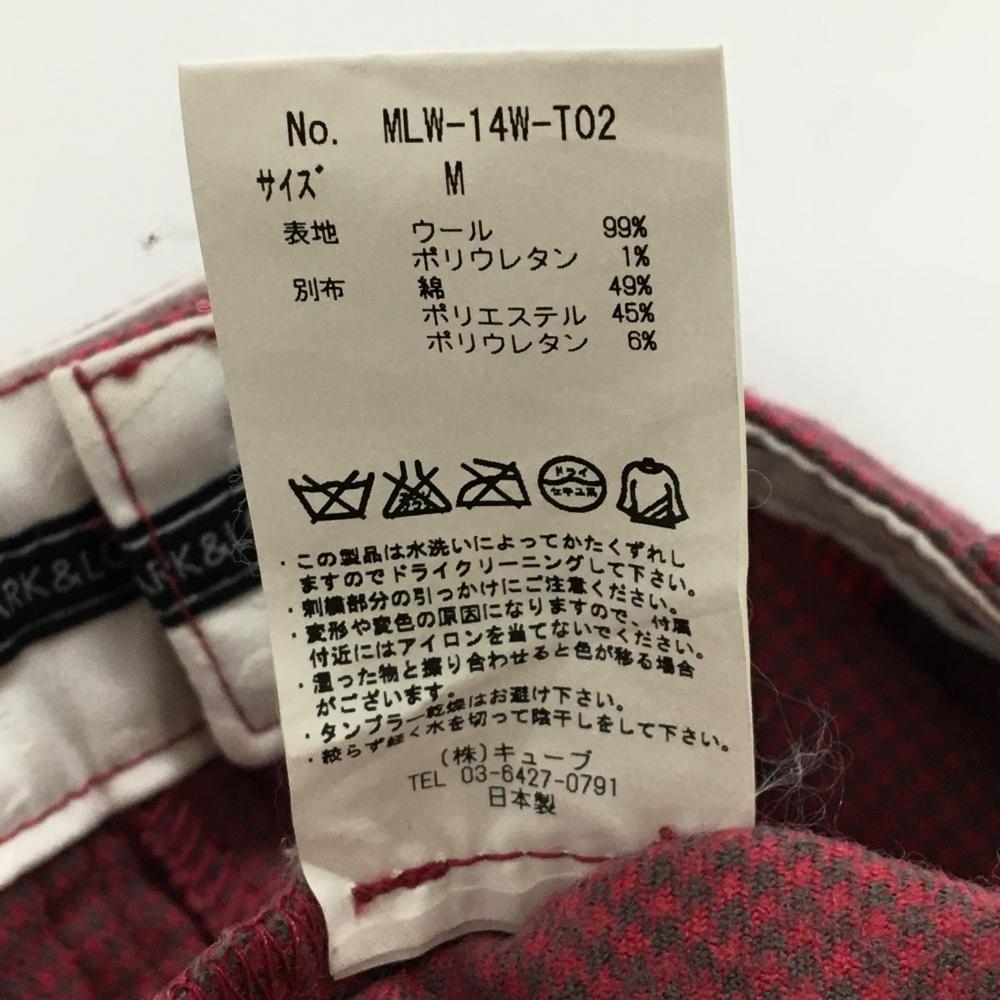 No. MLW-14W-T02
サイズ M
表地 ウール 99%
ポリウレタン 1%
別布 綿 49%
ポリエステル 45%
ポリウレタン 6%
ドライ
セキユ系
・この製品は水洗いによってかたくずれし
ますのでドライクリーニングして下さい。
・刺繍部分の引っかけにご注意ください。
・変形や変色の原因になりますので、付属
付近にはアイロンを当てないでください。
・湿った物と擦り合わせると色が移る場合
がございます。
・タンブラー乾燥はお避け下さい。
・絞らず軽く水を切って陰干しをして下さい。
(株)キューブ
TEL 03-6427-0791
日本製
ARK&L
ARK&L